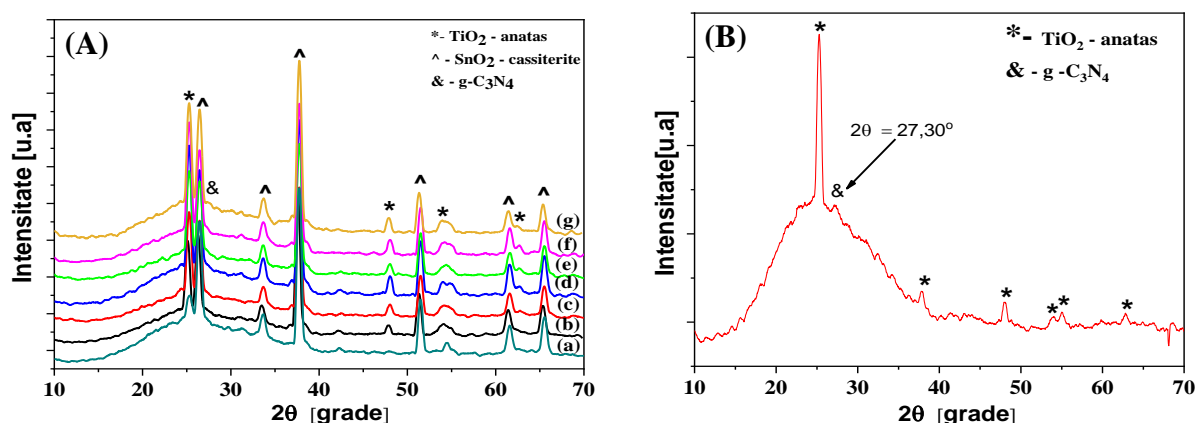 (A)
*- TiO2 - anatas
^ - SnO2 - cassiterite
& - g-C3N4
Intensitate [u.a]
* ^ & ^ ^ * ^ * ^ * ^
(g)
(f)
(e)
(d)
(c)
(b)
(a)
10 20 30 40 50 60 70
2θ [grade]
(B)
*- TiO2 - anatas
& - g -C3N4
Intensitate[u.a]
2θ = 27,30o
* & * * * * *
10 20 30 40 50 60 70
2θ [grade]